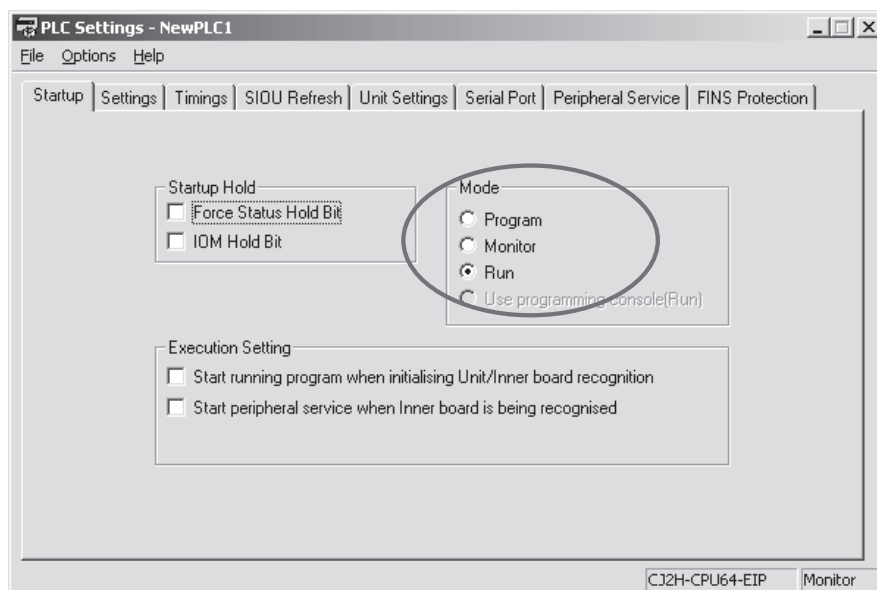 PLC Settings - NewPLC1
File Options Help
Startup Settings Timings SIOU Refresh Unit Settings Serial Port Peripheral Service FINS Protection
Startup Hold
Force Status Hold Bit
IOM Hold Bit
Mode
Program
Monitor
Run
Use programming console(Run)
Execution Setting
Start running program when initialising Unit/Inner board recognition
Start peripheral service when Inner board is being recognised
CJ2H-CPU64-EIP Monitor